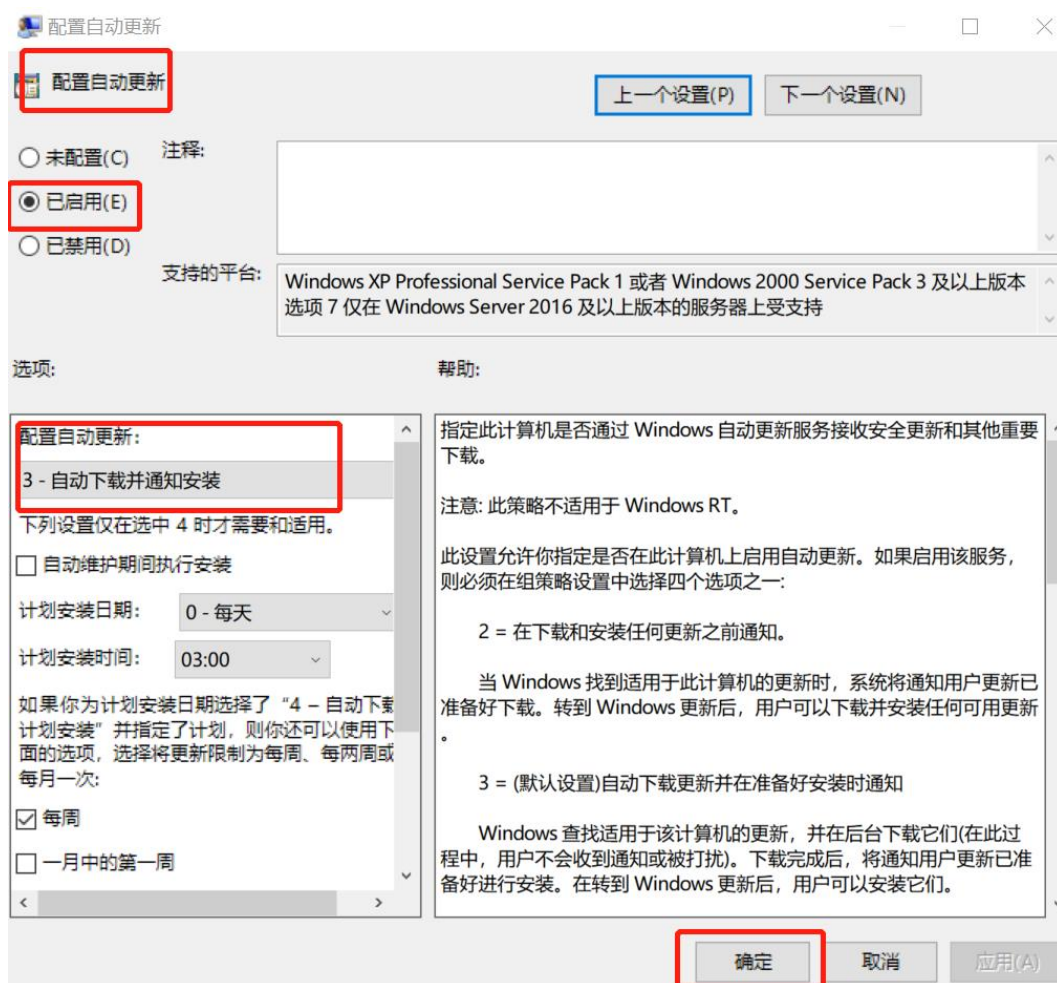 配置自动更新
配置自动更新
上一个设置(P)
下一个设置(N)
未配置(C)
注释:
已启用(E)
已禁用(D)
支持的平台:
Windows XP Professional Service Pack 1 或者 Windows 2000 Service Pack 3 及以上版本
选项 7 仅在 Windows Server 2016 及以上版本的服务器上受支持
选项:
帮助:
配置自动更新:
3 - 自动下载并通知安装
下列设置仅在选中 4 时才需要和适用。
自动维护期间执行安装
计划安装日期:
0 - 每天
计划安装时间:
03:00
如果你为计划安装日期选择了“4 – 自动下载
计划安装”并指定了计划，则你还可以使用下
面的选项，选择将更新限制为每周、每两周或
每月一次:
每周
一月中的第一周
指定此计算机是否通过 Windows 自动更新服务接收安全更新和其他重要
下载。
注意: 此策略不适用于 Windows RT。
此设置允许你指定是否在此计算机上启用自动更新。如果启用该服务，
则必须在组策略设置中选择四个选项之一:
2 = 在下载和安装任何更新之前通知。
当 Windows 找到适用于此计算机的更新时，系统将通知用户更新已
准备好下载。转到 Windows 更新后，用户可以下载并安装任何可用更新
。
3 = (默认设置)自动下载更新并在准备好安装时通知
Windows 查找适用于该计算机的更新，并在后台下载它们(在此过
程中，用户不会收到通知或被打扰)。下载完成后，将通知用户更新已准
备好进行安装。在转到 Windows 更新后，用户可以安装它们。
确定
取消
应用(A)